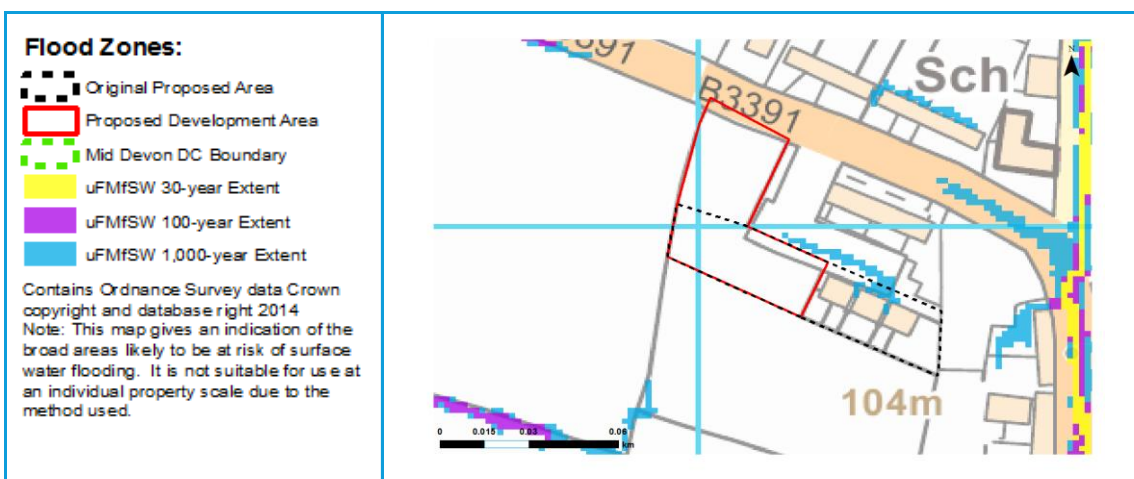 Flood Zones:
Original Proposed Area
Proposed Development Area
Mid Devon DC Boundary
uFMfSW 30-year Extent
uFMfSW 100-year Extent
uFMfSW 1,000-year Extent
Contains Ordnance Survey data Crown
copyright and database right 2014
Note: This map gives an indication of the
broad areas likely to be at risk of surface
water flooding. It is not suitable for use at
an individual property scale due to the
method used.
391
B3391
Sch
N
104m
0 0.015 0.03 0.06
km